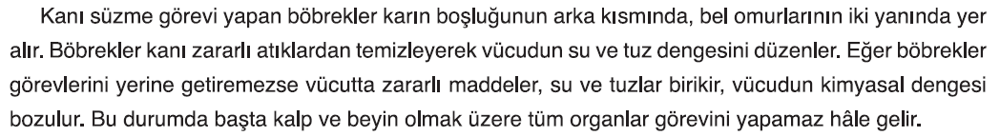 Kanı süzme görevi yapan böbrekler karın boşluğunun arka kısmında, bel omurlarının iki yanında yer
alır. Böbrekler kanı zararlı atıklardan temizleyerek vücudun su ve tuz dengesini düzenler. Eğer böbrekler
görevlerini yerine getiremezse vücutta zararlı maddeler, su ve tuzlar birikir, vücudun kimyasal dengesi
bozulur. Bu durumda başta kalp ve beyin olmak üzere tüm organlar görevini yapamaz hâle gelir.